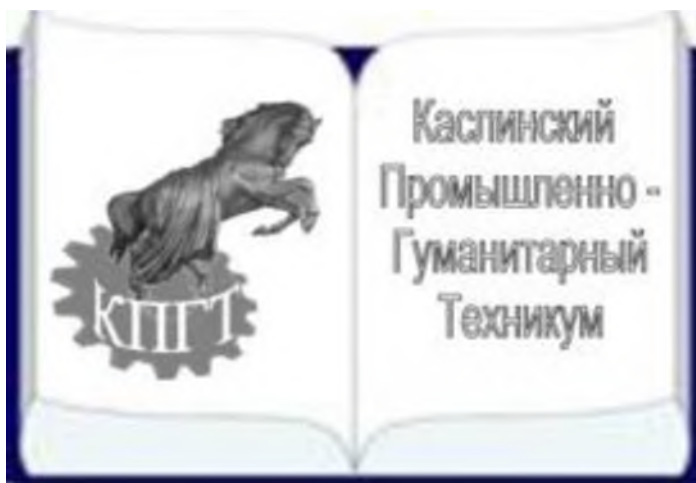 КПГТ
Каслинский
Промышленно -
Гуманитарный
Техникум